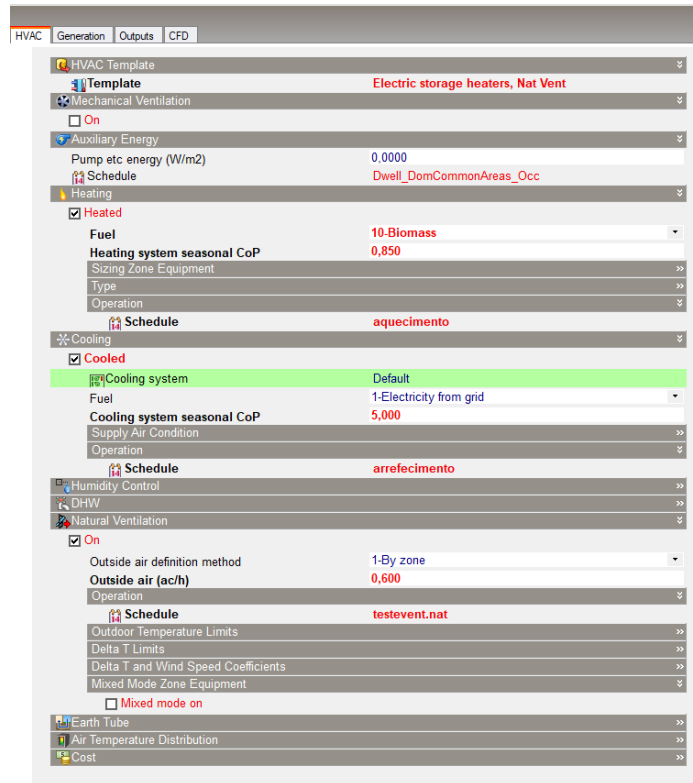 HVAC Generation Outputs CFD
HVAC Template
Template Electric storage heaters, Nat Vent
Mechanical Ventilation
On
Auxiliary Energy
Pump etc energy (W/m2) 0,0000
Schedule Dwell_DomCommonAreas_Occ
Heating
Heated
Fuel 10-Biomass
Heating system seasonal CoP 0,850
Sizing Zone Equipment
Type
Operation
Schedule aquecimento
Cooling
Cooled
Cooling system Default
Fuel 1-Electricity from grid
Cooling system seasonal CoP 5,000
Supply Air Condition
Operation
Schedule arrefecimento
Humidity Control
DHW
Natural Ventilation
On
Outside air definition method 1-By zone
Outside air (ac/h) 0,600
Operation
Schedule testevent.nat
Outdoor Temperature Limits
Delta T Limits
Delta T and Wind Speed Coefficients
Mixed Mode Zone Equipment
Mixed mode on
Earth Tube
Air Temperature Distribution
Cost